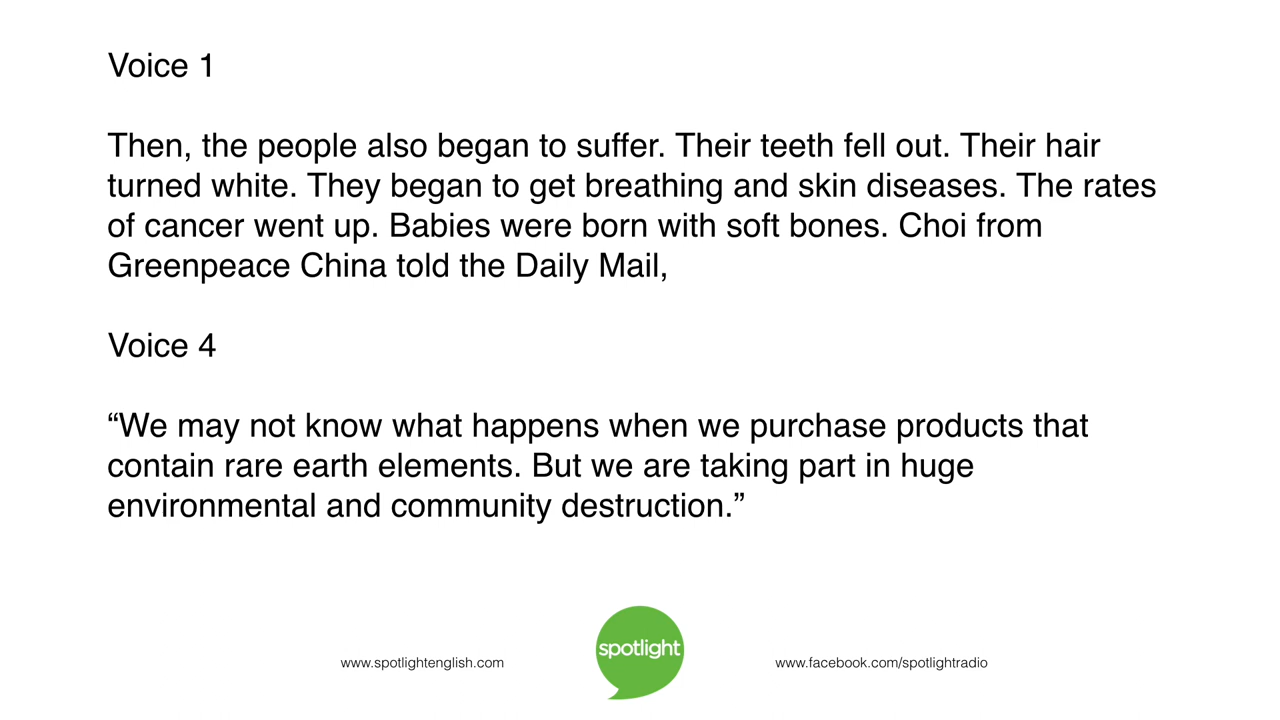 Voice 1
Then, the people also began to suffer. Their teeth fell out. Their hair
turned white. They began to get breathing and skin diseases. The rates
of cancer went up. Babies were born with soft bones. Choi from
Greenpeace China told the Daily Mail,
Voice 4
“We may not know what happens when we purchase products that
contain rare earth elements. But we are taking part in huge
environmental and community destruction.”
www.spotlightenglish.com
spotlight
www.facebook.com/spotlightradio